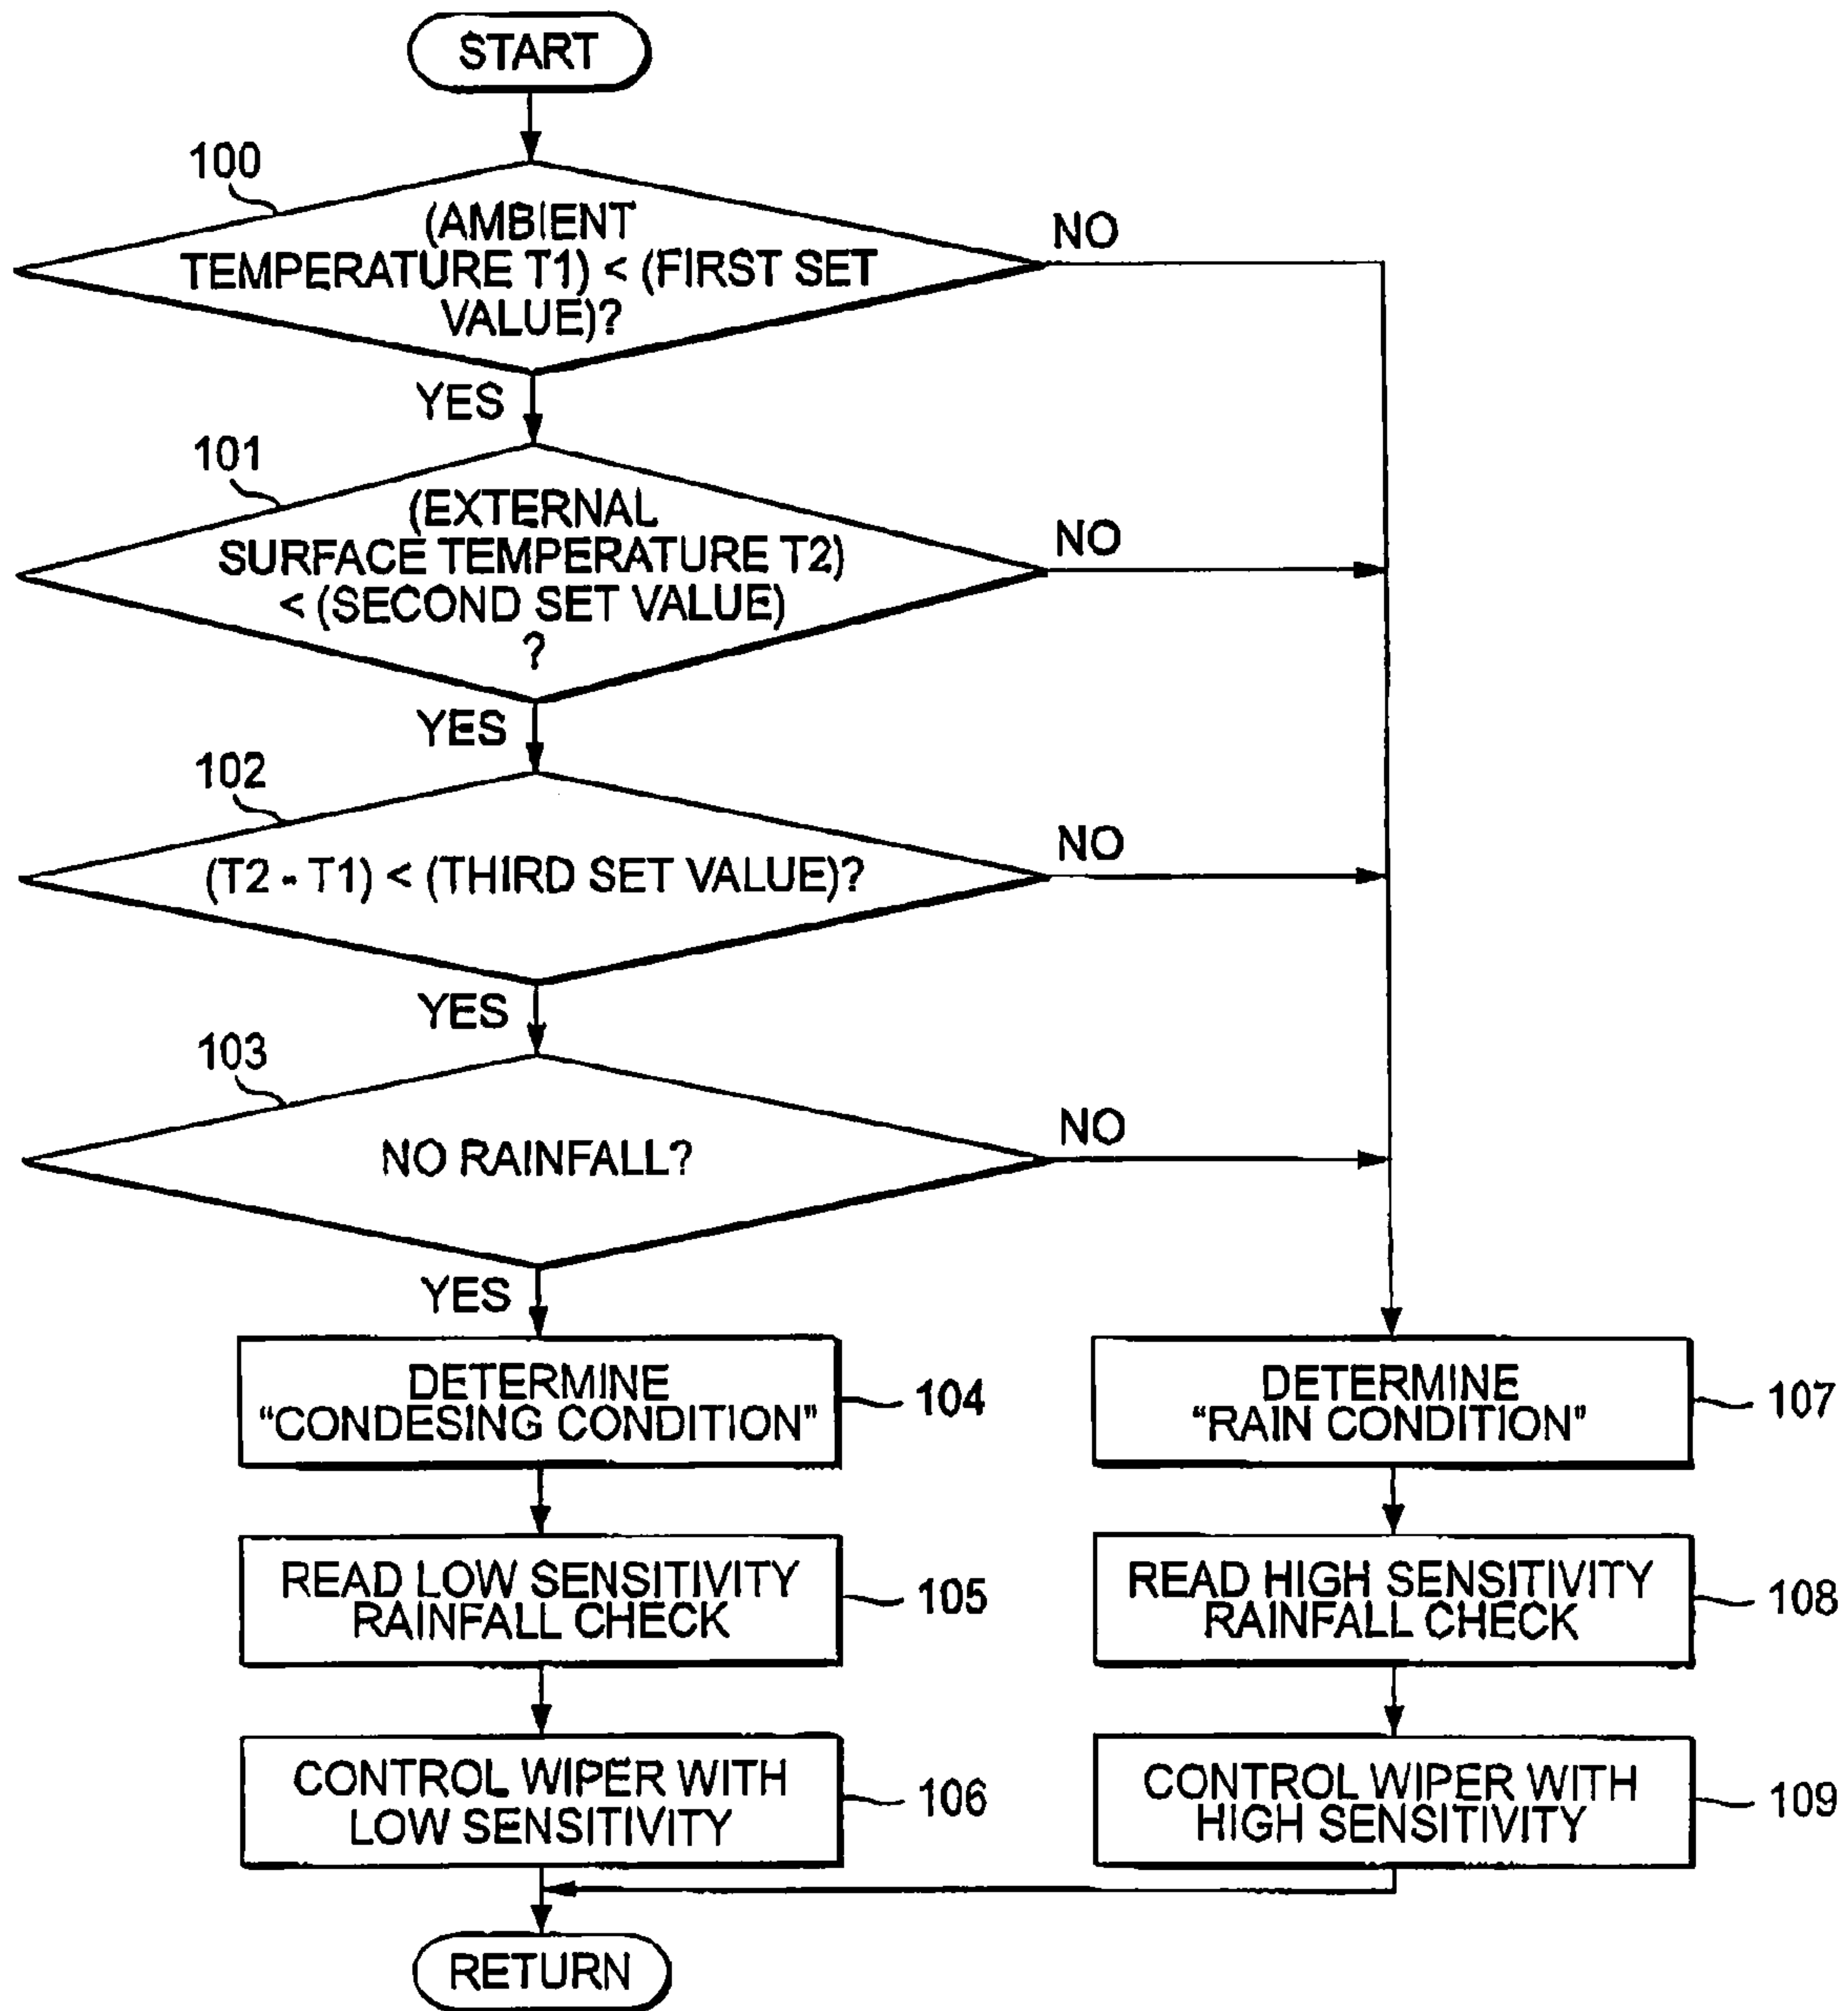 START
100
(AMBIENT
TEMPERATURE T1) < (FIRST SET
VALUE)?
NO
YES
101
(EXTERNAL
SURFACE TEMPERATURE T2)
< (SECOND SET VALUE)
?
NO
YES
102
(T2 - T1) < (THIRD SET VALUE)?
NO
YES
103
NO RAINFALL?
NO
YES
DETERMINE
“CONDESING CONDITION”
104
DETERMINE
“RAIN CONDITION”
107
READ LOW SENSITIVITY
RAINFALL CHECK
105
READ HIGH SENSITIVITY
RAINFALL CHECK
108
CONTROL WIPER WITH
LOW SENSITIVITY
106
CONTROL WIPER WITH
HIGH SENSITIVITY
109
RETURN